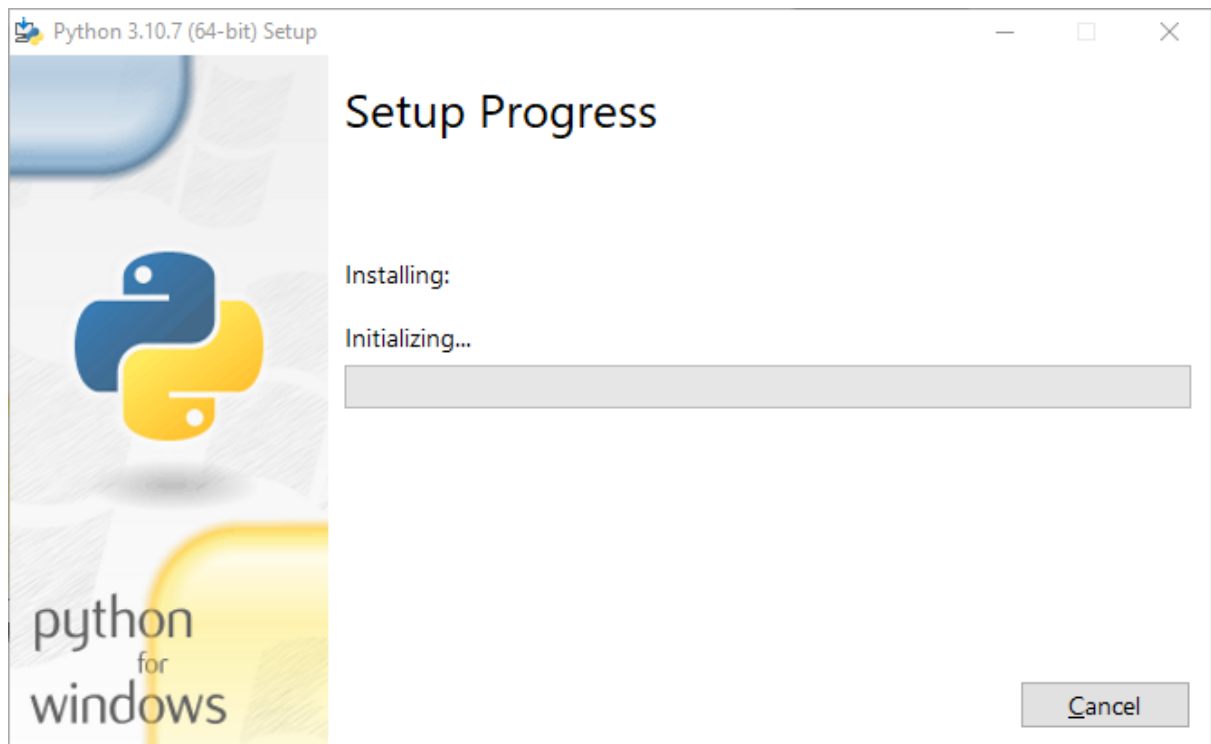 Python 3.10.7 (64-bit) Setup
Setup Progress
Installing:
Initializing...
python
for
windows
Cancel